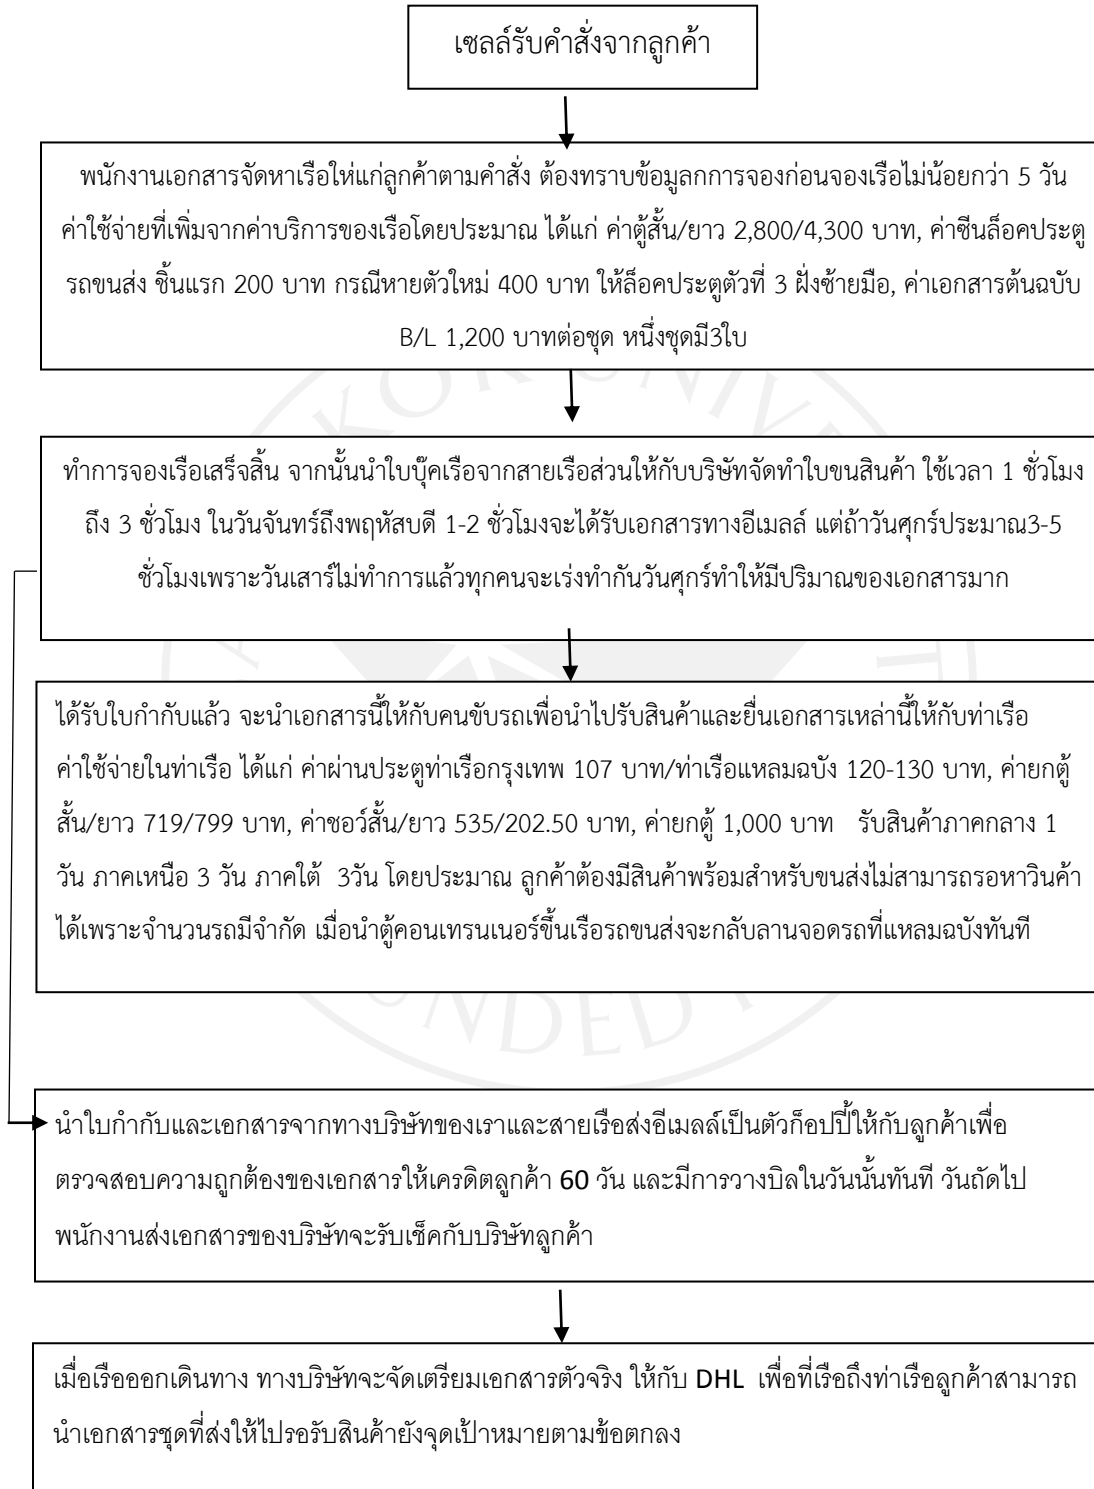 เซลล์รับคำสั่งจากลูกค้า
พนักงานเอกสารจัดหาเรือให่แก่ลูกค้าตามคำสั่ง ต้องทราบข้อมูลกการจองก่อนจองเรือไม่น้อยกว่า 5 วัน
ค่าใช้จ่ายที่เพิ่มจากค่าบริการของเรือโดยประมาณ ได้แก่ ค่าตู้สั้น/ยาว 2,800/4,300 บาท, ค่าซีนล็อคประตู
รถขนส่ง ชิ้นแรก 200 บาท กรณีหายตัวใหม่ 400 บาท ให้ล็อคประตูตัวที่ 3 ฝั่งซ้ายมือ, ค่าเอกสารต้นฉบับ
B/L 1,200 บาทต่อชุด หนึ่งชุดมี3ใบ
ทำการจองเรือเสร็จสิ้น จากนั้นนำใบบุ๊คเรือจากสายเรือส่วนให้กับบริษัทจัดทำใบขนสินค้า ใช้เวลา 1 ชั่วโมง
ถึง 3 ชั่วโมง ในวันจันทร์ถึงพฤหัสบดี 1-2 ชั่วโมงจะได้รับเอกสารทางอีเมลล์ แต่ถ้าวันศุกร์ประมาณ3-5
ชั่วโมงเพราะวันเสาร์ไม่ทำการแล้วทุกคนจะเร่งทำกันวันศุกร์ทำให้มีปริมาณของเอกสารมาก
ได้รับใบกำกับแล้ว จะนำเอกสารนี้ให้กับคนขับรถเพื่อนำไปรับสินค้าและยื่นเอกสารเหล่านี้ให้กับท่าเรือ
ค่าใช้จ่ายในท่าเรือ ได้แก่ ค่าผ่านประตูท่าเรือกรุงเทพ 107 บาท/ท่าเรือแหลมฉบัง 120-130 บาท, ค่ายกตู้
สั้น/ยาว 719/799 บาท, ค่าชอว์สั้น/ยาว 535/202.50 บาท, ค่ายกตู้ 1,000 บาท รับสินค้าภาคกลาง 1
วัน ภาคเหนือ 3 วัน ภาคใต้ 3วัน โดยประมาณ ลูกค้าต้องมีสินค้าพร้อมสำหรับขนส่งไม่สามารถรอหาวินค้า
ได้เพราะจำนวนรถมีจำกัด เมื่อนำตู้คอนเทรนเนอร์ขึ้นเรือรถขนส่งจะกลับลานจอดรถที่แหลมฉบังทันที
นำใบกำกับและเอกสารจากทางบริษัทของเราและสายเรือส่งอีเมลล์เป็นตัวก็อปปี้ให้กับลูกค้าเพื่อ
ตรวจสอบความถูกต้องของเอกสารให้เครดิตลูกค้า 60 วัน และมีการวางบิลในวันนั้นทันที วันถัดไป
พนักงานส่งเอกสารของบริษัทจะรับเช็คกับบริษัทลูกค้า
เมื่อเรือออกเดินทาง ทางบริษัทจะจัดเตรียมเอกสารตัวจริง ให้กับ DHL เพื่อที่เรือถึงท่าเรือลูกค้าสามารถ
นำเอกสารชุดที่ส่งให้ไปรอรับสินค้ายังจุดเป้าหมายตามข้อตกลง